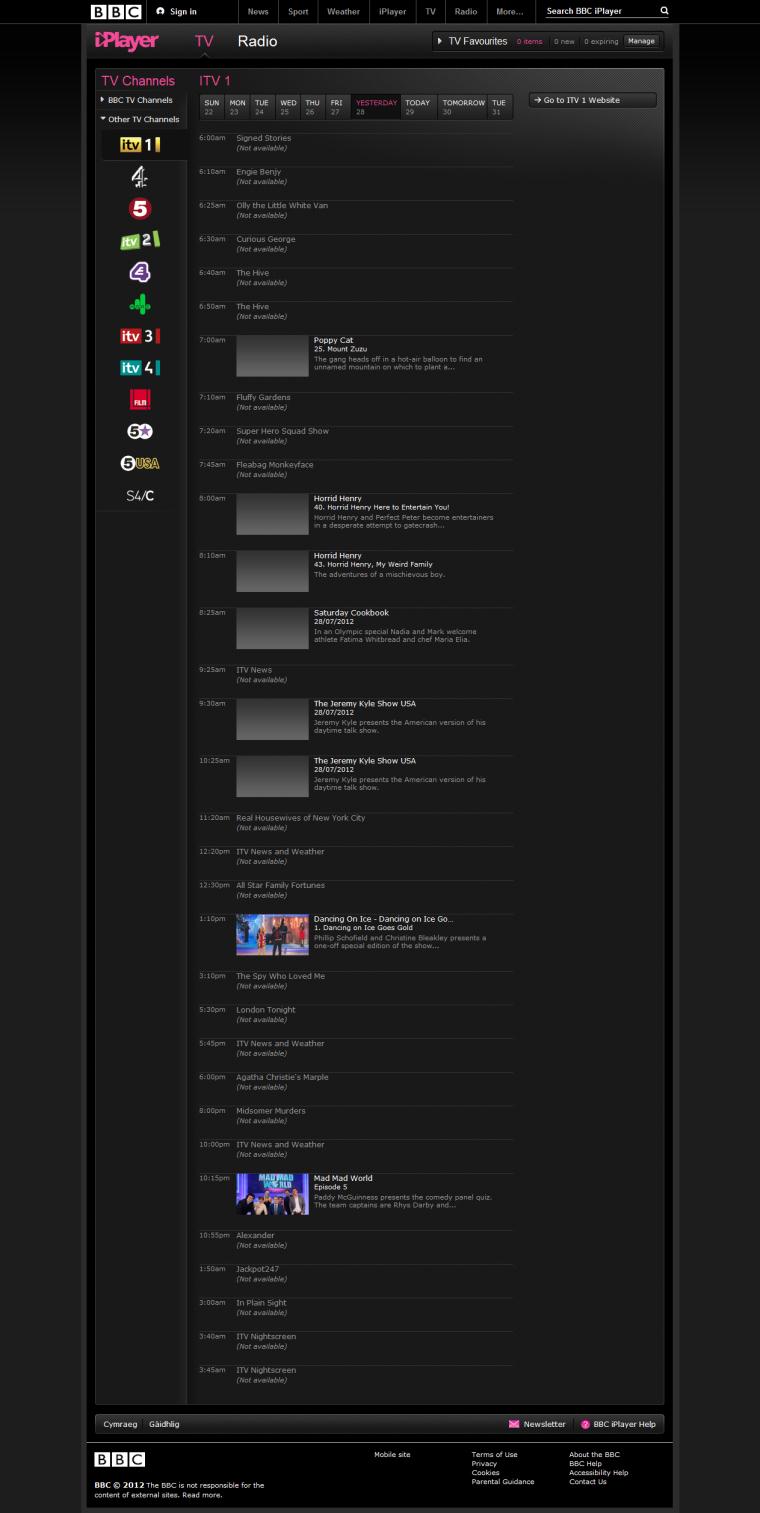 BBC Sign in News Sport Weather iPlayer TV Radio More... Search BBC iPlayer
iPlayer TV Radio TV Favourites 0 items 0 new 0 expiring Manage
TV Channels
BBC TV Channels
Other TV Channels
itv 1
4
5
itv 2
itv 3
itv 4
FILM
5
5 USA
S4/C
ITV 1
SUN MON TUE WED THU FRI YESTERDAY TODAY TOMORROW TUE
22 23 24 25 26 27 28 29 30 31
Go to ITV 1 Website
6:00am Signed Stories
(Not available)
6:10am Engie Benjy
(Not available)
6:25am Olly the Little White Van
(Not available)
6:30am Curious George
(Not available)
6:40am The Hive
(Not available)
6:50am The Hive
(Not available)
7:00am Poppy Cat
25. Mount Zuzu
The gang heads off in a hot-air balloon to find an
unnamed mountain on which to plant a...
7:10am Fluffy Gardens
(Not available)
7:20am Super Hero Squad Show
(Not available)
7:45am Fleabag Monkeyface
(Not available)
8:00am Horrid Henry
40. Horrid Henry Here to Entertain You!
Horrid Henry and Perfect Peter become entertainers
in a desperate attempt to gatecrash...
8:10am Horrid Henry
43. Horrid Henry, My Weird Family
The adventures of a mischievous boy.
8:25am Saturday Cookbook
28/07/2012
In an Olympic special Nadia and Mark welcome
athlete Fatima Whitbread and chef Maria Elia.
9:25am ITV News
(Not available)
9:30am The Jeremy Kyle Show USA
28/07/2012
Jeremy Kyle presents the American version of his
daytime talk show.
10:25am The Jeremy Kyle Show USA
28/07/2012
Jeremy Kyle presents the American version of his
daytime talk show.
11:20am Real Housewives of New York City
(Not available)
12:20pm ITV News and Weather
(Not available)
12:30pm All Star Family Fortunes
(Not available)
1:10pm Dancing On Ice - Dancing on Ice Go...
1. Dancing on Ice Goes Gold
Phillip Schofield and Christine Bleakley presents a
one-off special edition of the show...
3:10pm The Spy Who Loved Me
(Not available)
5:30pm London Tonight
(Not available)
5:45pm ITV News and Weather
(Not available)
6:00pm Agatha Christie's Marple
(Not available)
8:00pm Midsomer Murders
(Not available)
10:00pm ITV News and Weather
(Not available)
10:15pm MAD MAD WORLD Mad Mad World
Episode 5
Paddy McGuinness presents the comedy panel quiz.
The team captains are Rhys Darby and...
10:55pm Alexander
(Not available)
1:50am Jackpot247
(Not available)
3:00am In Plain Sight
(Not available)
3:40am ITV Nightscreen
(Not available)
3:45am ITV Nightscreen
(Not available)
Cymraeg Gàidhlig Newsletter ? BBC iPlayer Help
BBC
Mobile site Terms of Use About the BBC
Privacy BBC Help
Cookies Accessibility Help
Parental Guidance Contact Us
BBC © 2012 The BBC is not responsible for the
content of external sites. Read more.